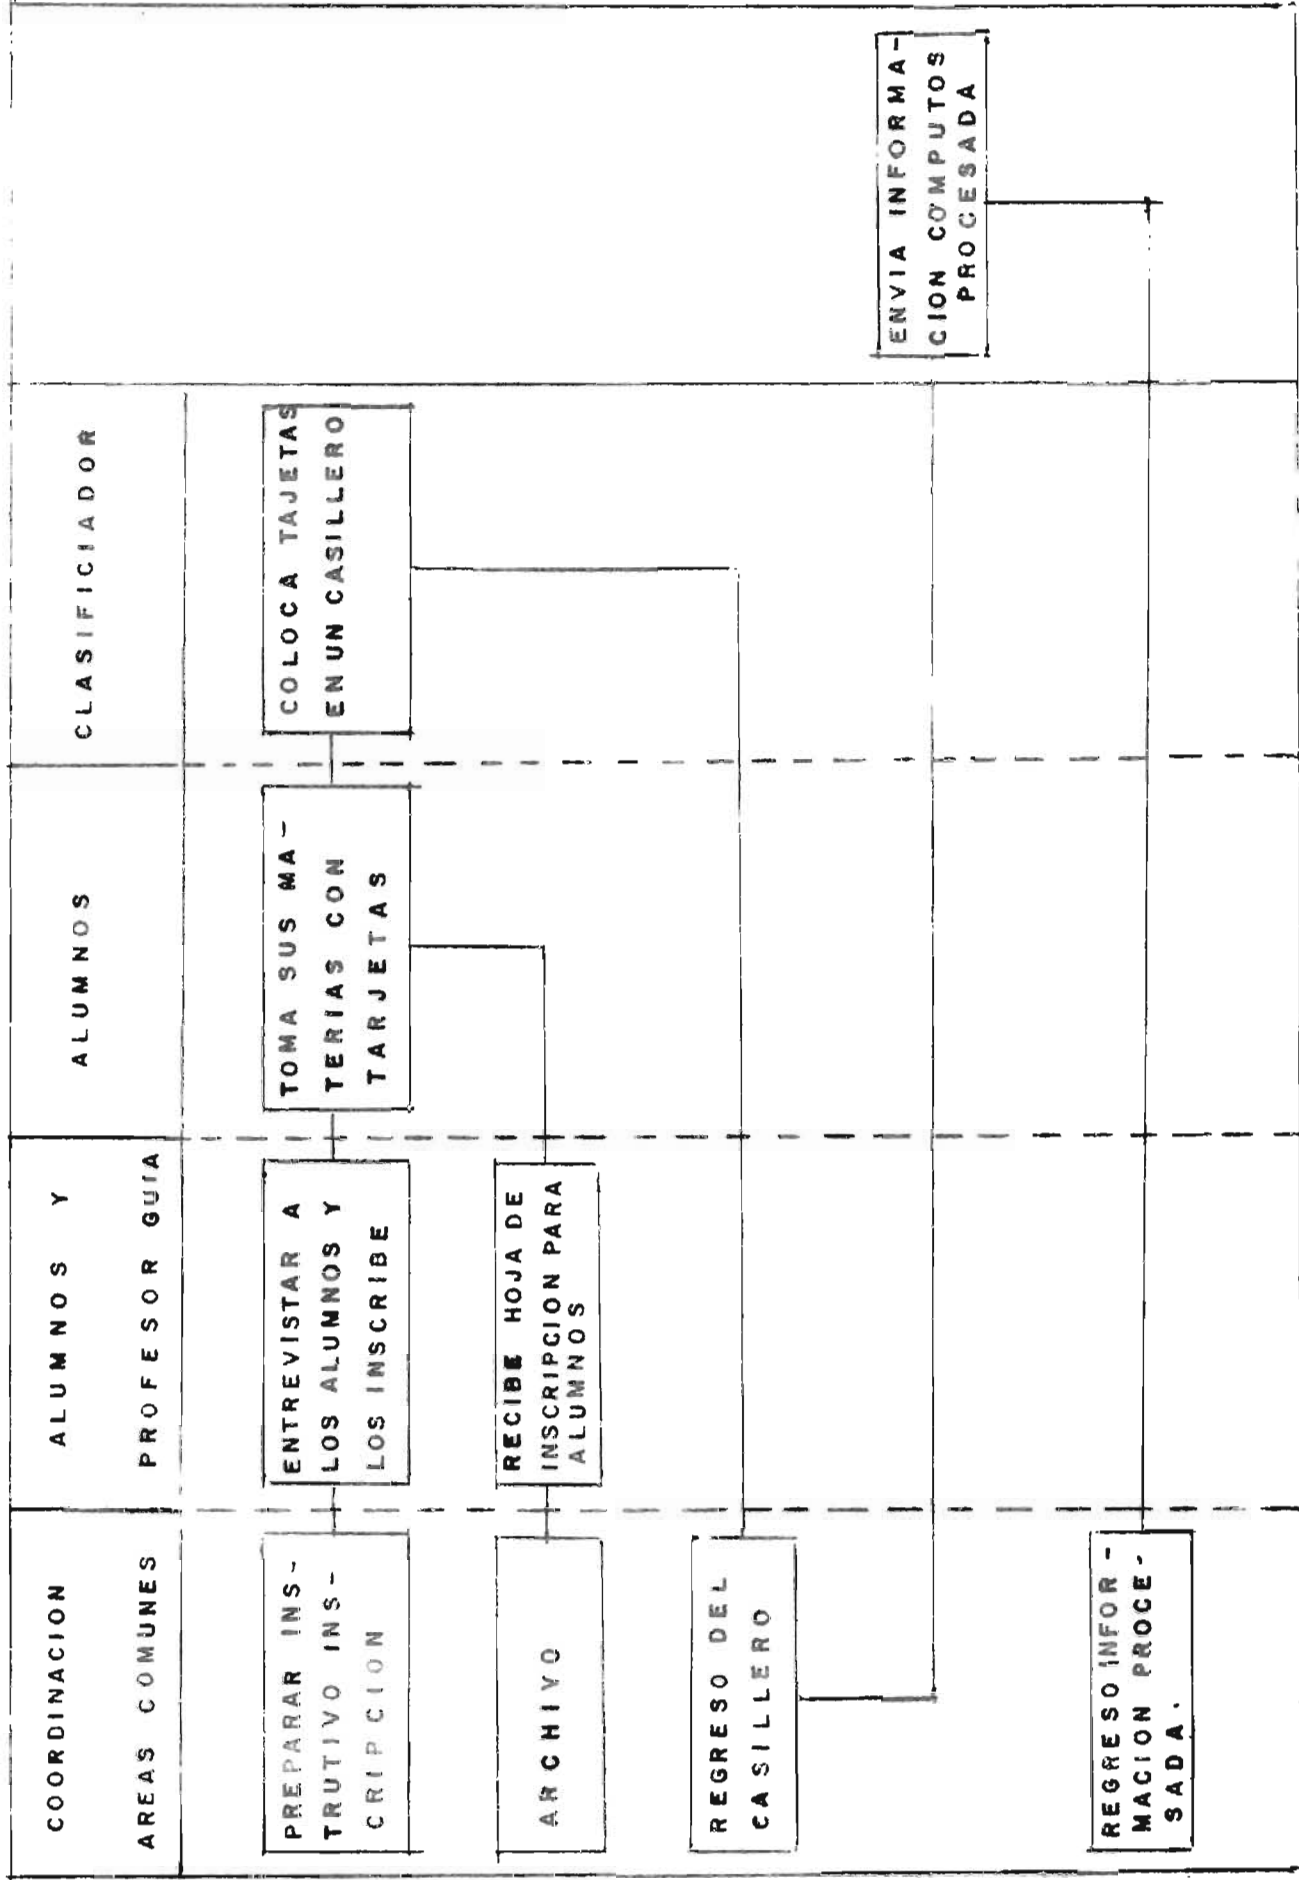 COORDINACION
AREAS COMUNES
ALUMNOS Y
PROFESOR GUIA
ALUMNOS
CLASIFICIADOR
PREPARAR INS-
TRUTIVO INS-
CRIPCION
ENTREVISTAR A
LOS ALUMNOS Y
LOS INSCRIBE
TOMA SUS MA-
TERIAS CON
TARJETAS
COLOCA TAJETAS
EN UN CASILLERO
ARCHIVO
RECIBE HOJA DE
INSCRIPCION PARA
ALUMNOS
REGRESO DEL
CASILLERO
ENVIA INFORMA-
CION COMPUTOS
PROCESADA
REGRESO INFOR-
MACION PROCE-
SADA.